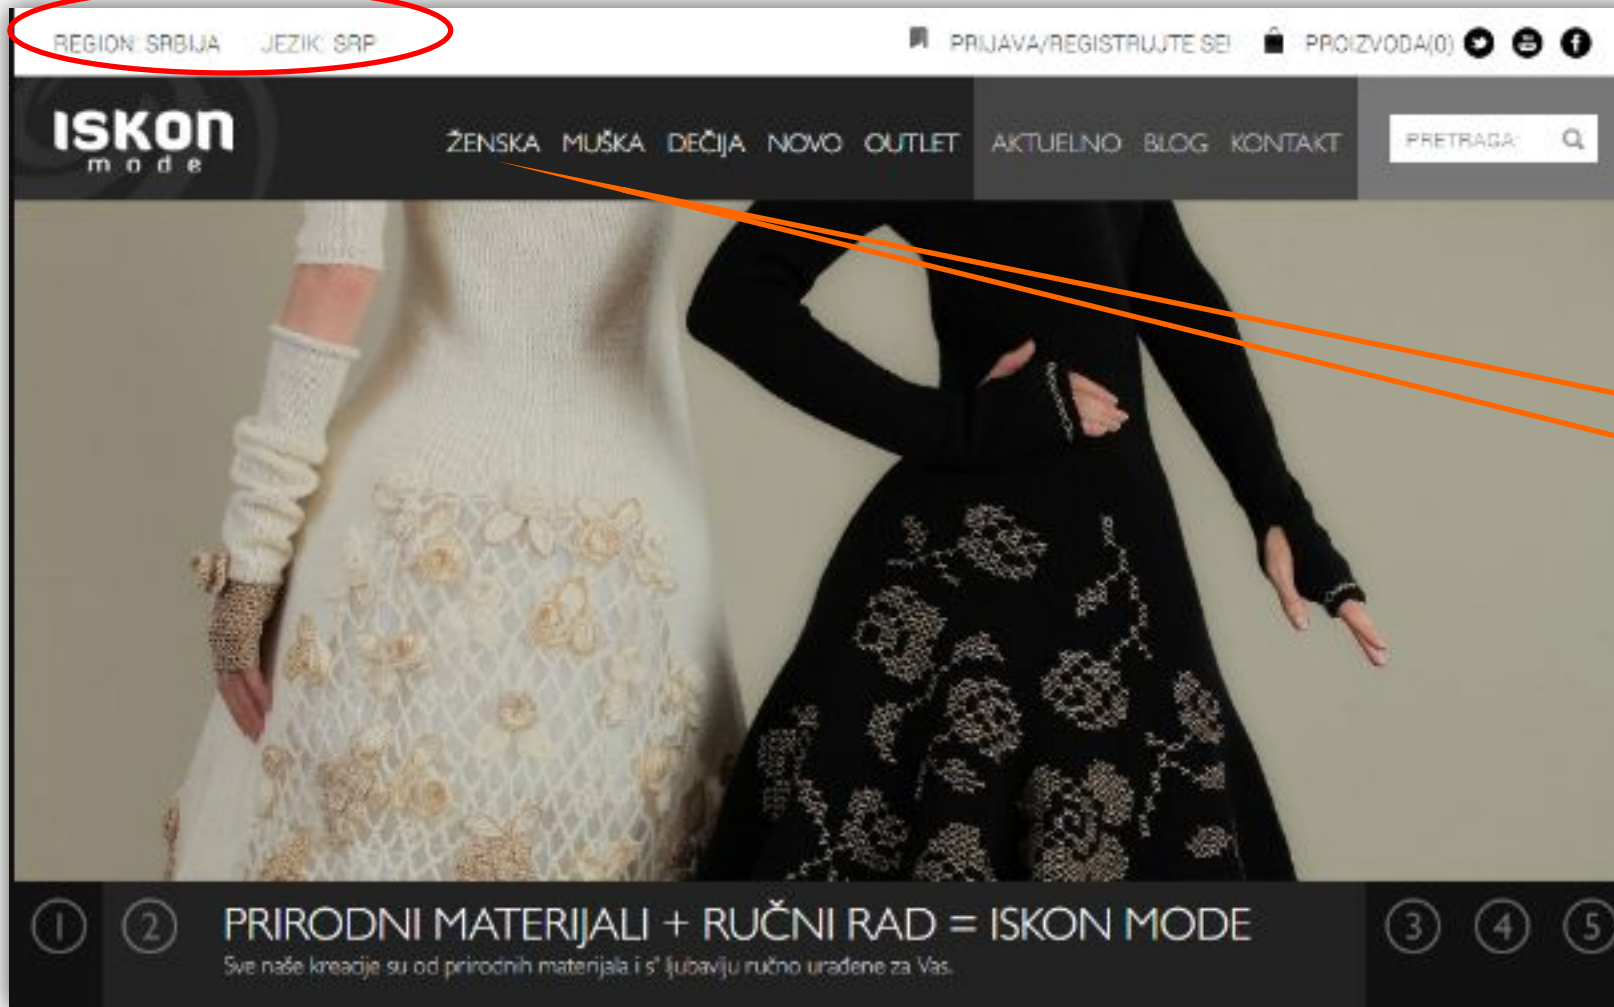 REGION: SRBIJA JEZIK: SRP PRIJAVA/REGISTRUJTE SE! PROIZVODA(0)
ISKON
mode
ŽENSKA MUŠKA DEČIJA NOVO OUTLET AKTUELNO BLOG KONTAKT PRETRAGA:
1 2 PRIRODNI MATERIJALI + RUČNI RAD = ISKON MODE 3 4 5
Sve naše kreacije su od prirodnih materijala i s' ljubavlju ručno urađene za Vas.